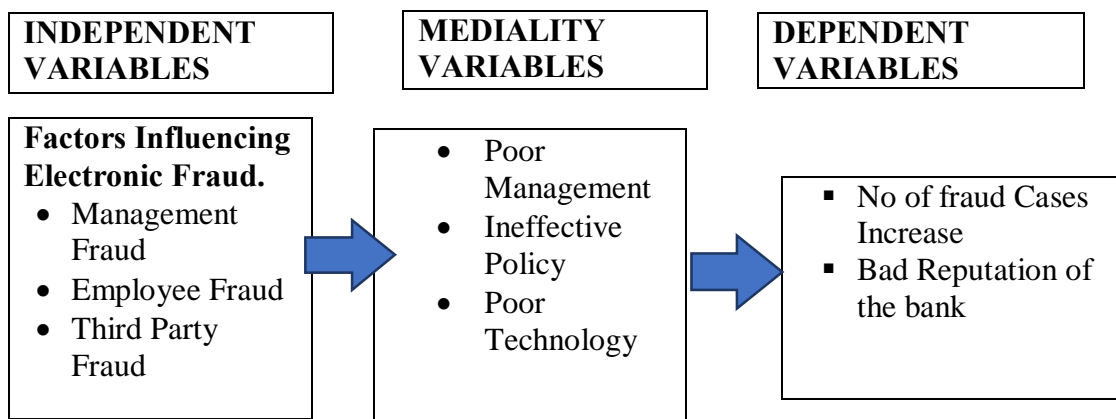 INDEPENDENT
VARIABLES
MEDIALITY
VARIABLES
DEPENDENT
VARIABLES
Factors Influencing
Electronic Fraud.
• Management
Fraud
• Employee Fraud
• Third Party
Fraud
• Poor
Management
• Ineffective
Policy
• Poor
Technology
▪ No of fraud Cases
Increase
▪ Bad Reputation of
the bank